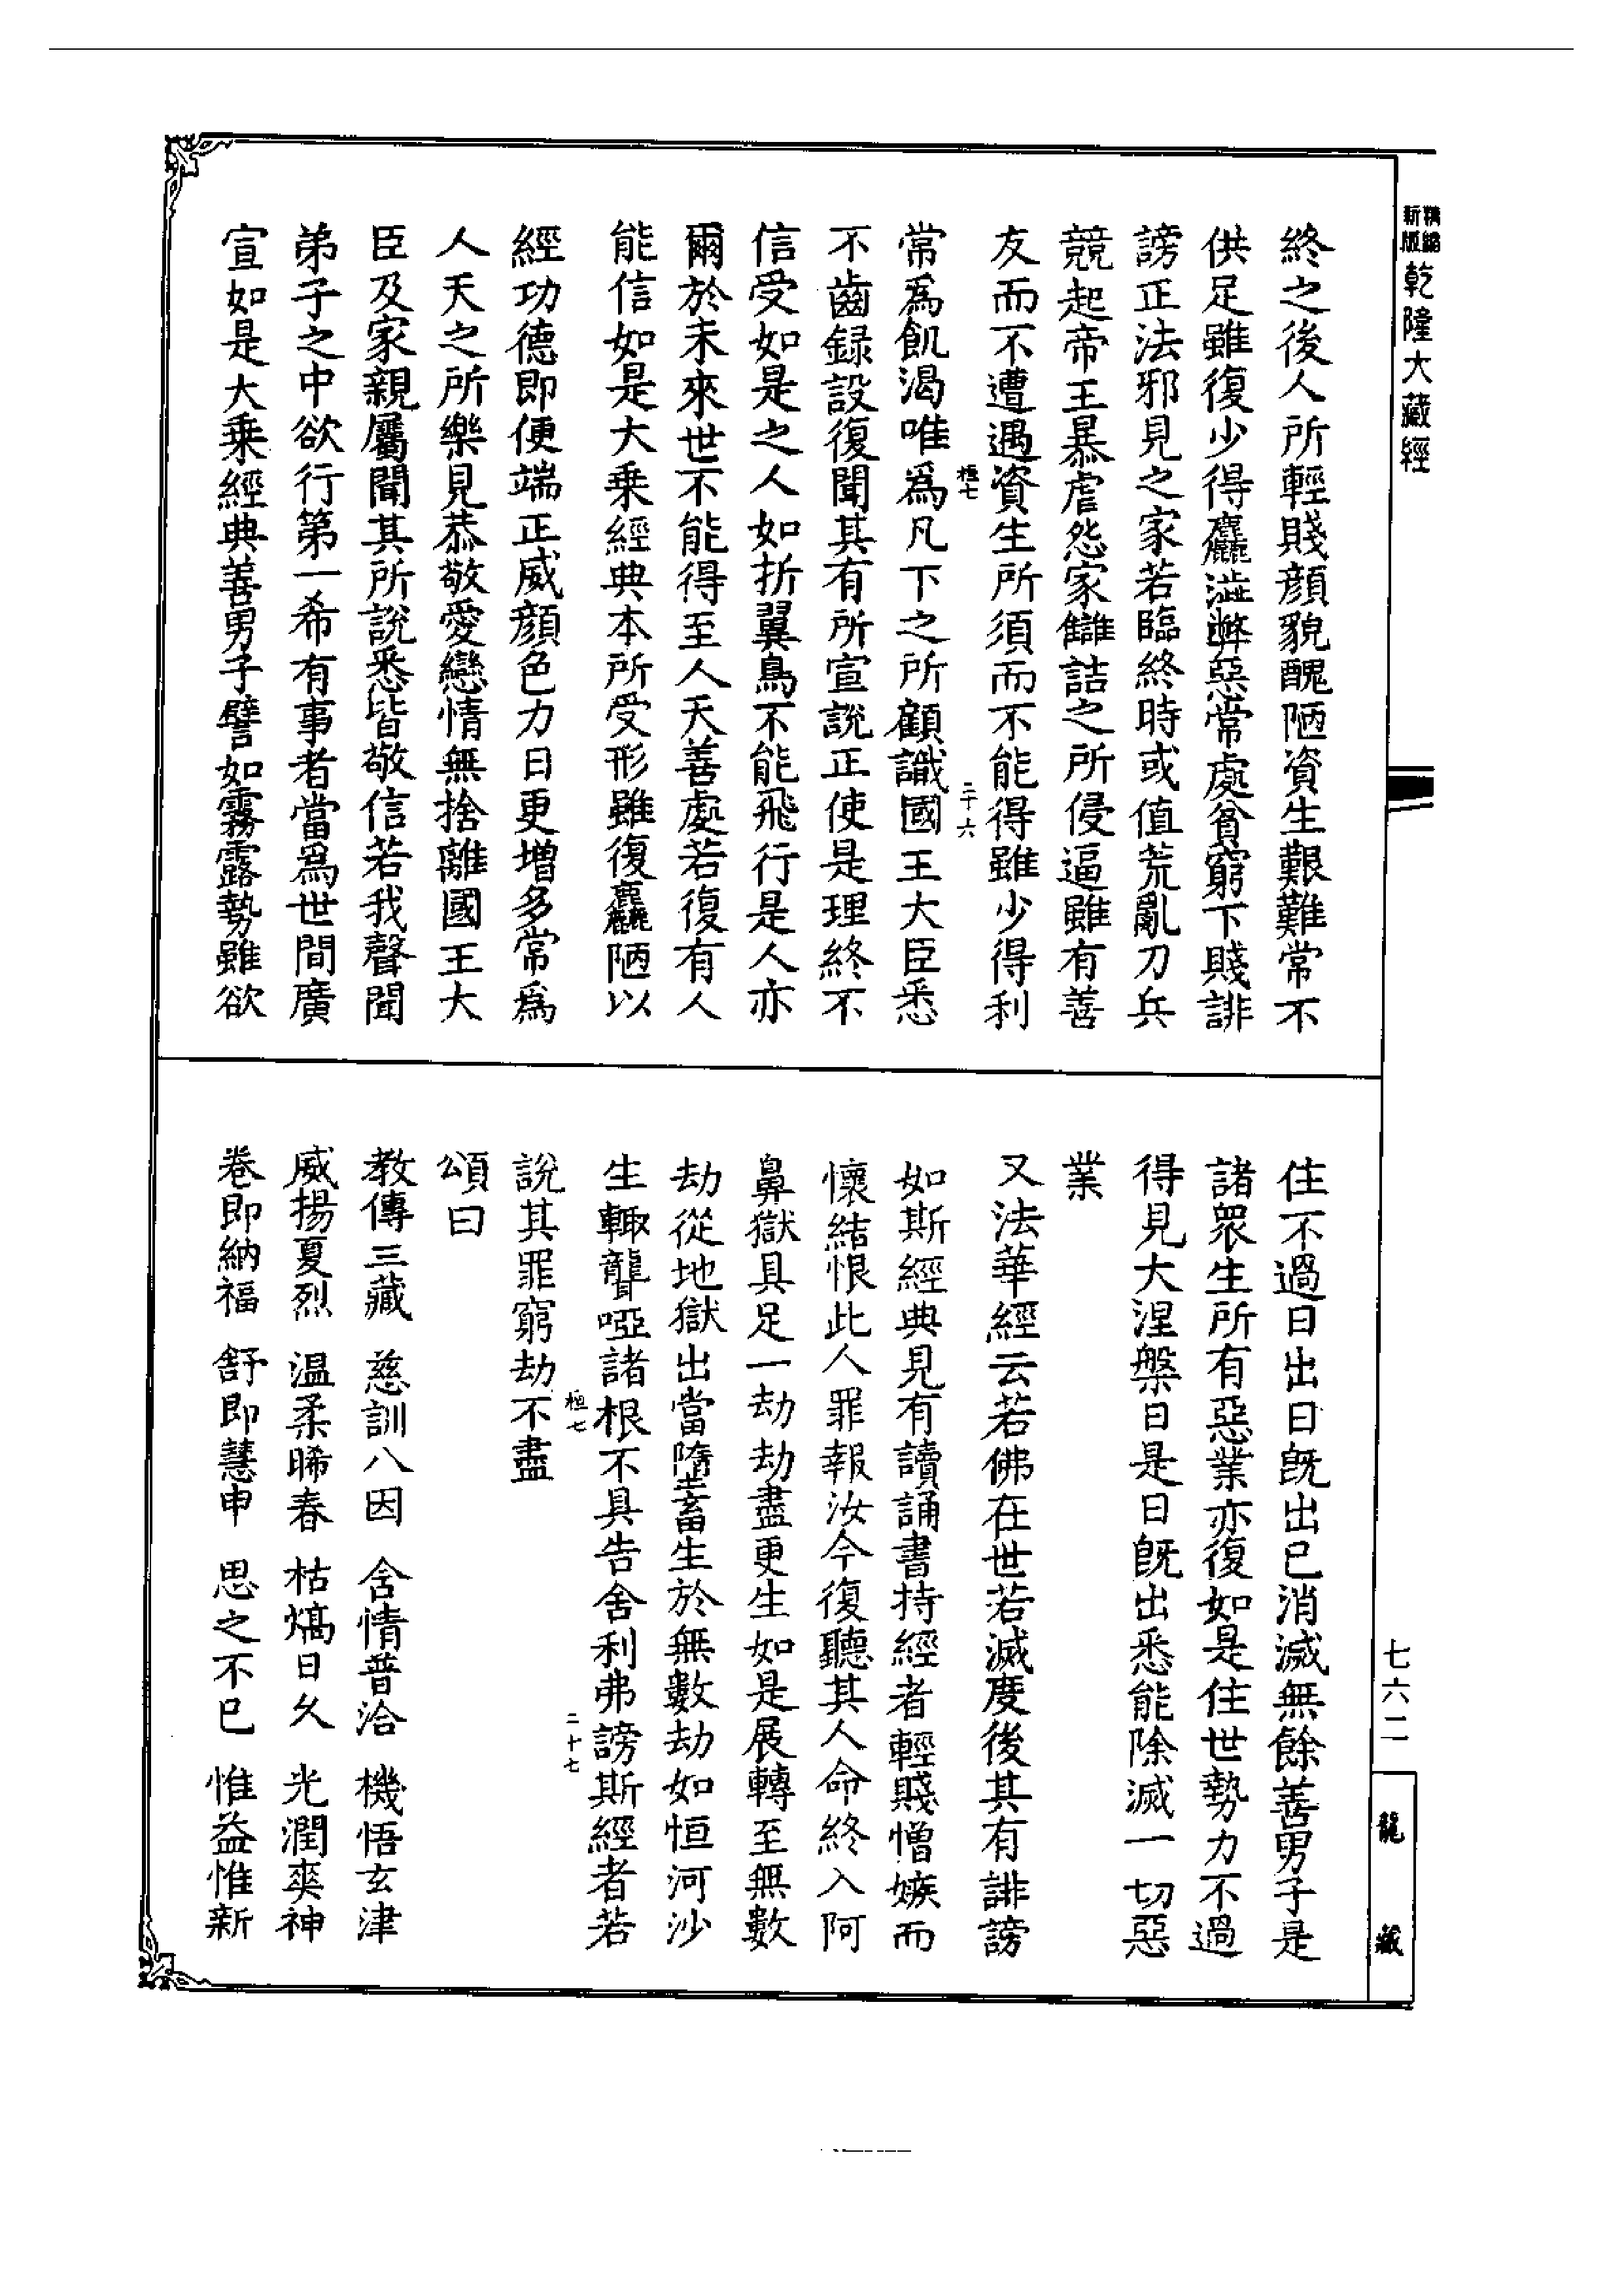 精縮新版乾隆大藏經
終之後人所輕賤顔貌醜陋資生艱難常不
供足雖復少得麤澁弊惡常處貧窮下賤誹
謗正法邪見之家若臨終時或值荒亂刀兵
競起帝王暴虐怨家讎詰之所侵逼雖有善
友而不遭遇資生所須而不能得雖少得利
極七 二十六
常爲飢渴唯爲凡下之所顧識國王大臣悉
不齒録設復聞其有所宣說正使是理終不
信受如是之人如折翼鳥不能飛行是人亦
爾於未來世不能得至人天善處若復有人
能信如是大乗經典本所受形雖復麤陋以
經功德即便端正威顔色力日更增多常爲
人天之所樂見恭敬愛戀情無捨離國王大
臣及家親屬聞其所說悉皆敬信若我聲聞
弟子之中欲行第一希有事者當爲世間廣
宣如是大乗經典善男子譬如霧露勢雖欲
住不過日出日旣出已消滅無餘善男子是
諸衆生所有惡業亦復如是住世勢力不過
得見大涅槃日是日旣出悉能除滅一切惡
業
又法華經云若佛在世若滅度後其有誹謗
如斯經典見有讀誦書持經者輕賤憎嫉而
懷結恨此人罪報汝今復聽其人命終入阿
鼻獄具足一劫劫盡更生如是展轉至無數
劫從地獄出當墮畜生於無數劫如恒河沙
生輒聾啞諸根不具告舍利弗謗斯經者若
極七 二十七
說其罪窮劫不盡
頌曰
教傳三藏 慈訓八因 含情普洽 機悟玄津
威揚夏烈 温柔晞春 枯熇日久 光潤爽神
卷即納福 舒即慧申 思之不已 惟益惟新
七六二
龍藏